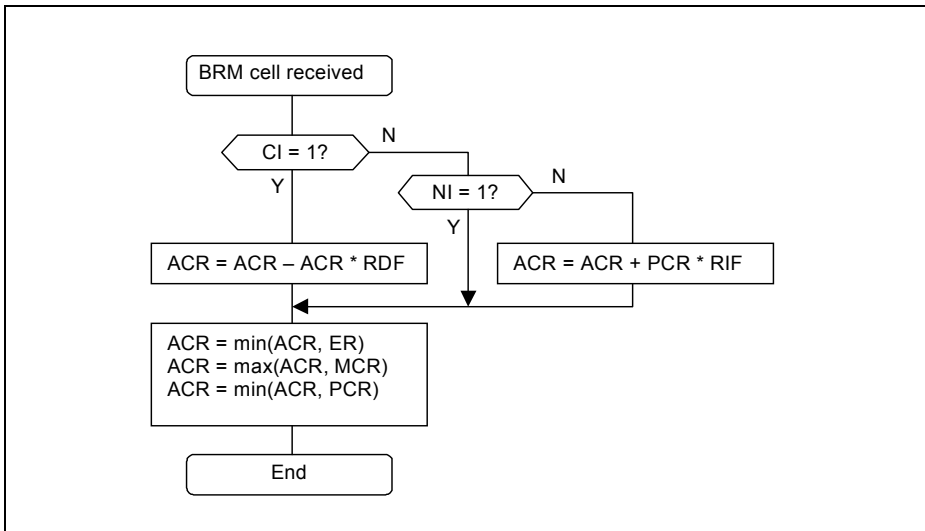 BRM cell received
N
CI = 1?
Y
N
NI = 1?
Y
ACR = ACR – ACR * RDF
ACR = ACR + PCR * RIF
ACR = min(ACR, ER)
ACR = max(ACR, MCR)
ACR = min(ACR, PCR)
End